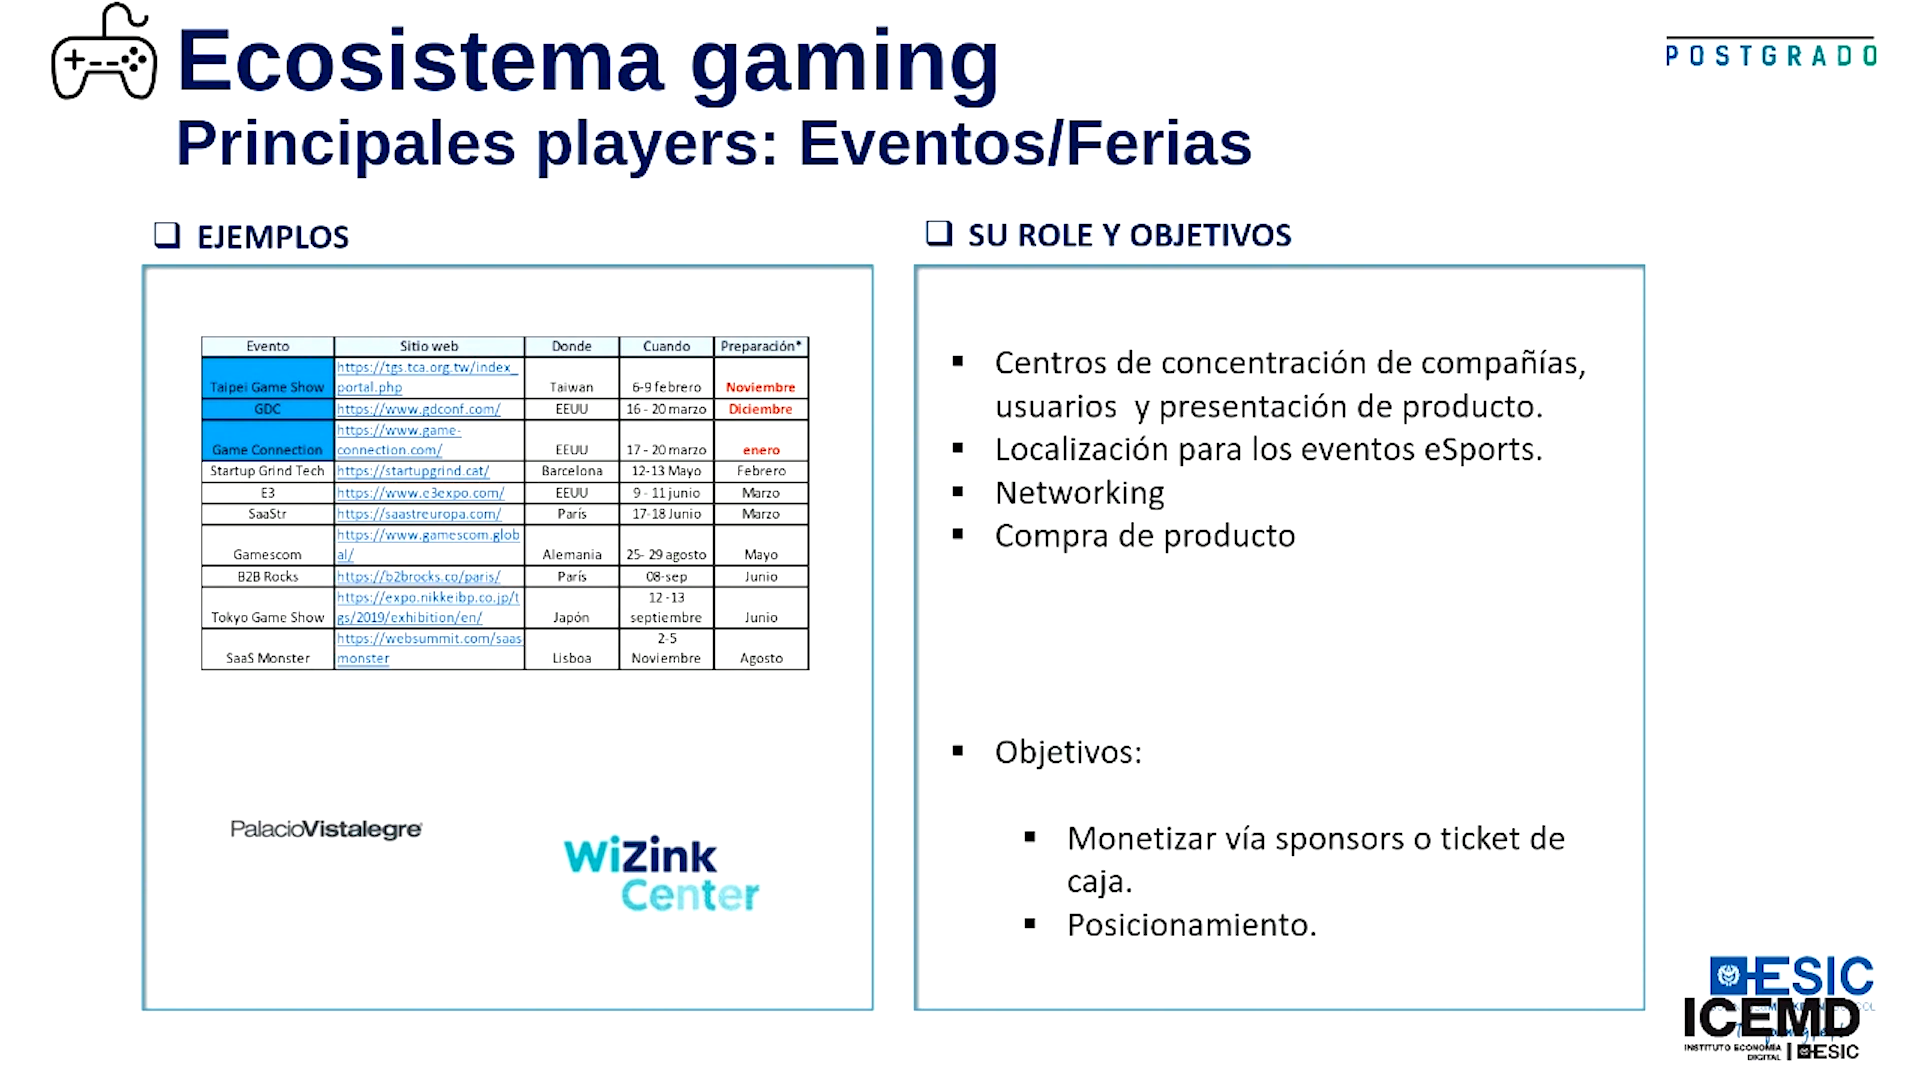 Ecosistema gaming
Principales players: Eventos/Ferias
POSTGRADO
EJEMPLOS
Evento Sitio web Donde Cuando Preparación*
https://tgs.tca.org.tw/index_
Taipei Game Show portal.php Taiwan 6-9 febrero Noviembre
GDC https://www.gdconf.com/ EEUU 16 - 20 marzo Diciembre
https://www.game-
Game Connection connection.com/ EEUU 17 - 20 marzo enero
Startup Grind Tech https://startupgrind.cat/ Barcelona 12-13 Mayo Febrero
E3 https://www.e3expo.com/ EEUU 9 - 11 junio Marzo
SaaStr https://saastreuropa.com/ París 17-18 Junio Marzo
https://www.gamescom.glob
Gamescom al/ Alemania 25- 29 agosto Mayo
B2B Rocks https://b2brocks.co/paris/ París 08-sep Junio
https://expo.nikkeibp.co.jp/t 12 -13
Tokyo Game Show gs/2019/exhibition/en/ Japón septiembre Junio
https://websummit.com/saas 2-5
SaaS Monster monster Lisboa Noviembre Agosto
PalacioVistalegre
WiZink
Center
SU ROLE Y OBJETIVOS
Centros de concentración de compañías,
usuarios y presentación de producto.
Localización para los eventos eSports.
Networking
Compra de producto
Objetivos:
Monetizar vía sponsors o ticket de
caja.
Posicionamiento.
ESIC
ICEMD
INSTITUTO ECONOMÍA
DIGITAL | ESIC